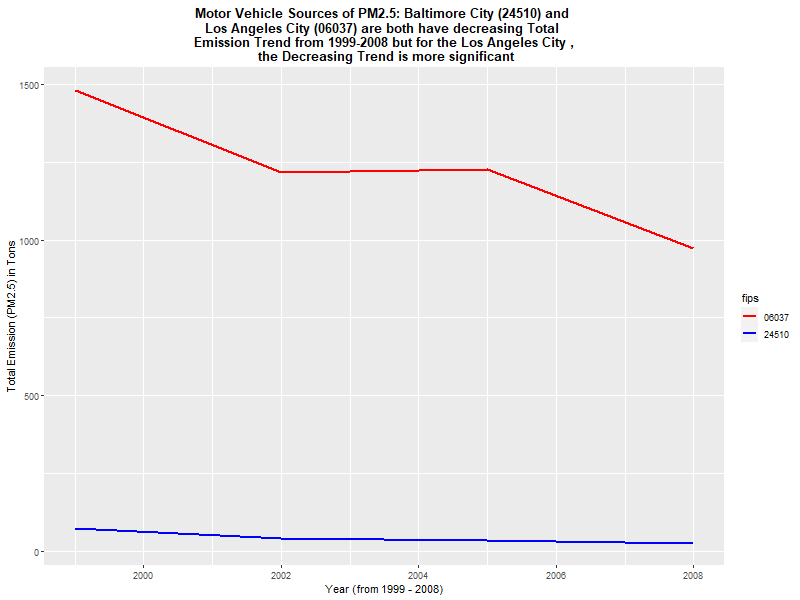 Motor Vehicle Sources of PM2.5: Baltimore City (24510) and
Los Angeles City (06037) are both have decreasing Total
Emission Trend from 1999-2008 but for the Los Angeles City ,
the Decreasing Trend is more significant
Total Emission (PM2.5) in Tons
1500
1000
500
0
2000
2002
2004
2006
2008
Year (from 1999 - 2008)
fips
06037
24510